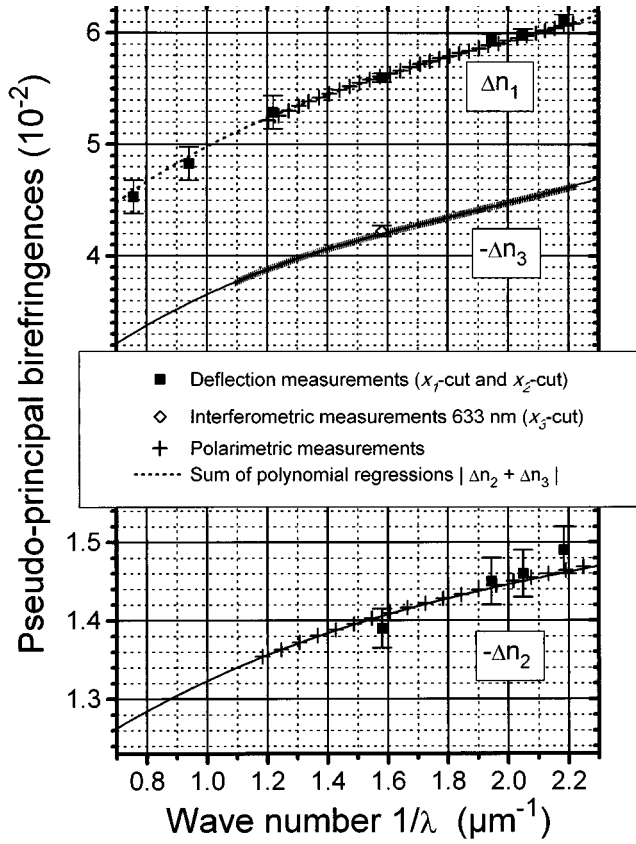 Pseudo-principal birefringences (10⁻²)
6
5
4
Δn₁
-Δn₃
■ Deflection measurements (x₁-cut and x₂-cut)
◇ Interferometric measurements 633 nm (x₃-cut)
+ Polarimetric measurements
Sum of polynomial regressions | Δn₂ + Δn₃ |
1.5
1.4
1.3
-Δn₂
0.8 1.0 1.2 1.4 1.6 1.8 2.0 2.2
Wave number 1/λ (μm⁻¹)